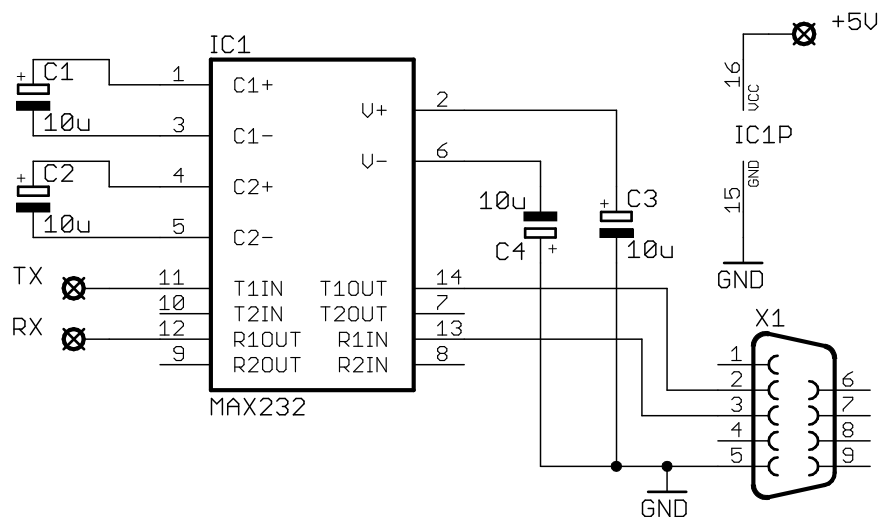 +5V
IC1
C1
10u
1
C1+
3
C1-
C2
10u
4
C2+
5
C2-
V+
2
V-
6
16
VCC
IC1P
15
GND
GND
10u
C4
C3
10u
TX
11
T1IN
T1OUT
14
10
T2IN
T2OUT
7
RX
12
R1OUT
R1IN
13
9
R2OUT
R2IN
8
MAX232
X1
1
2
3
4
5
6
7
8
9
GND